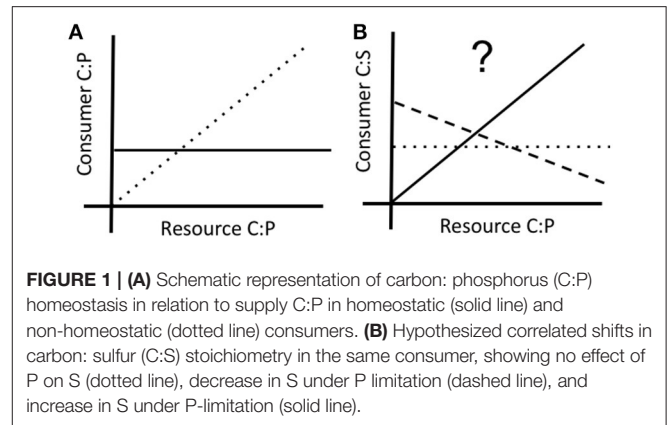 A
B
?
Consumer C:P
Consumer C:S
Resource C:P
Resource C:P
FIGURE 1 | (A) Schematic representation of carbon: phosphorus (C:P)
homeostasis in relation to supply C:P in homeostatic (solid line) and
non-homeostatic (dotted line) consumers. (B) Hypothesized correlated shifts in
carbon: sulfur (C:S) stoichiometry in the same consumer, showing no effect of
P on S (dotted line), decrease in S under P limitation (dashed line), and
increase in S under P-limitation (solid line).